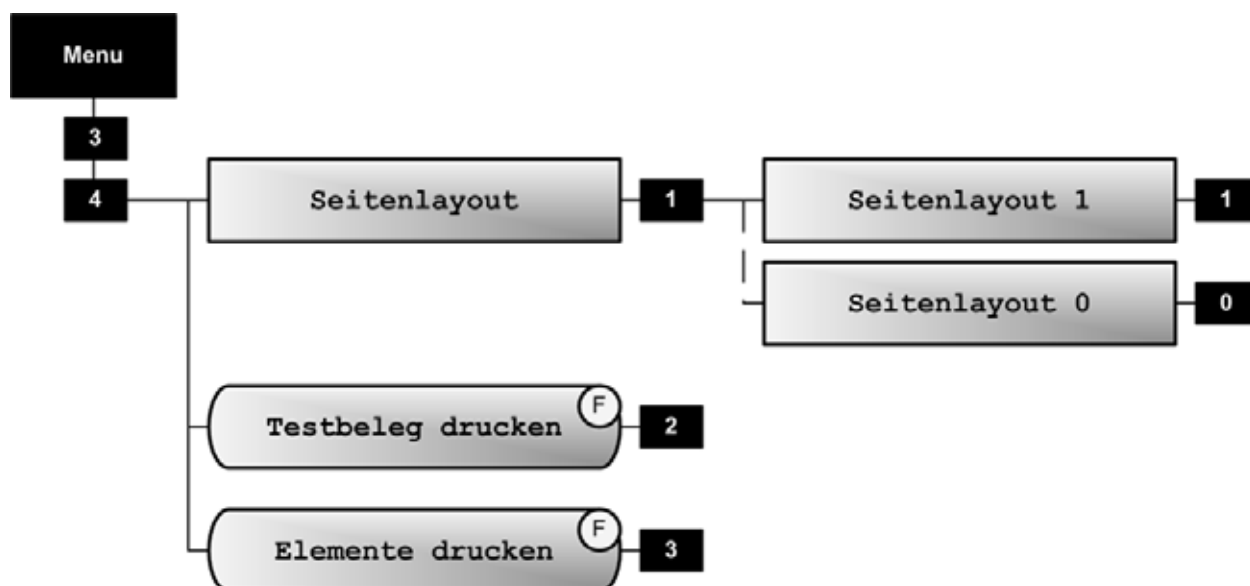 Menu
3
4
Seitenlayout
1
Seitenlayout 1
1
Seitenlayout 0
0
Testbeleg drucken
F
2
Elemente drucken
F
3